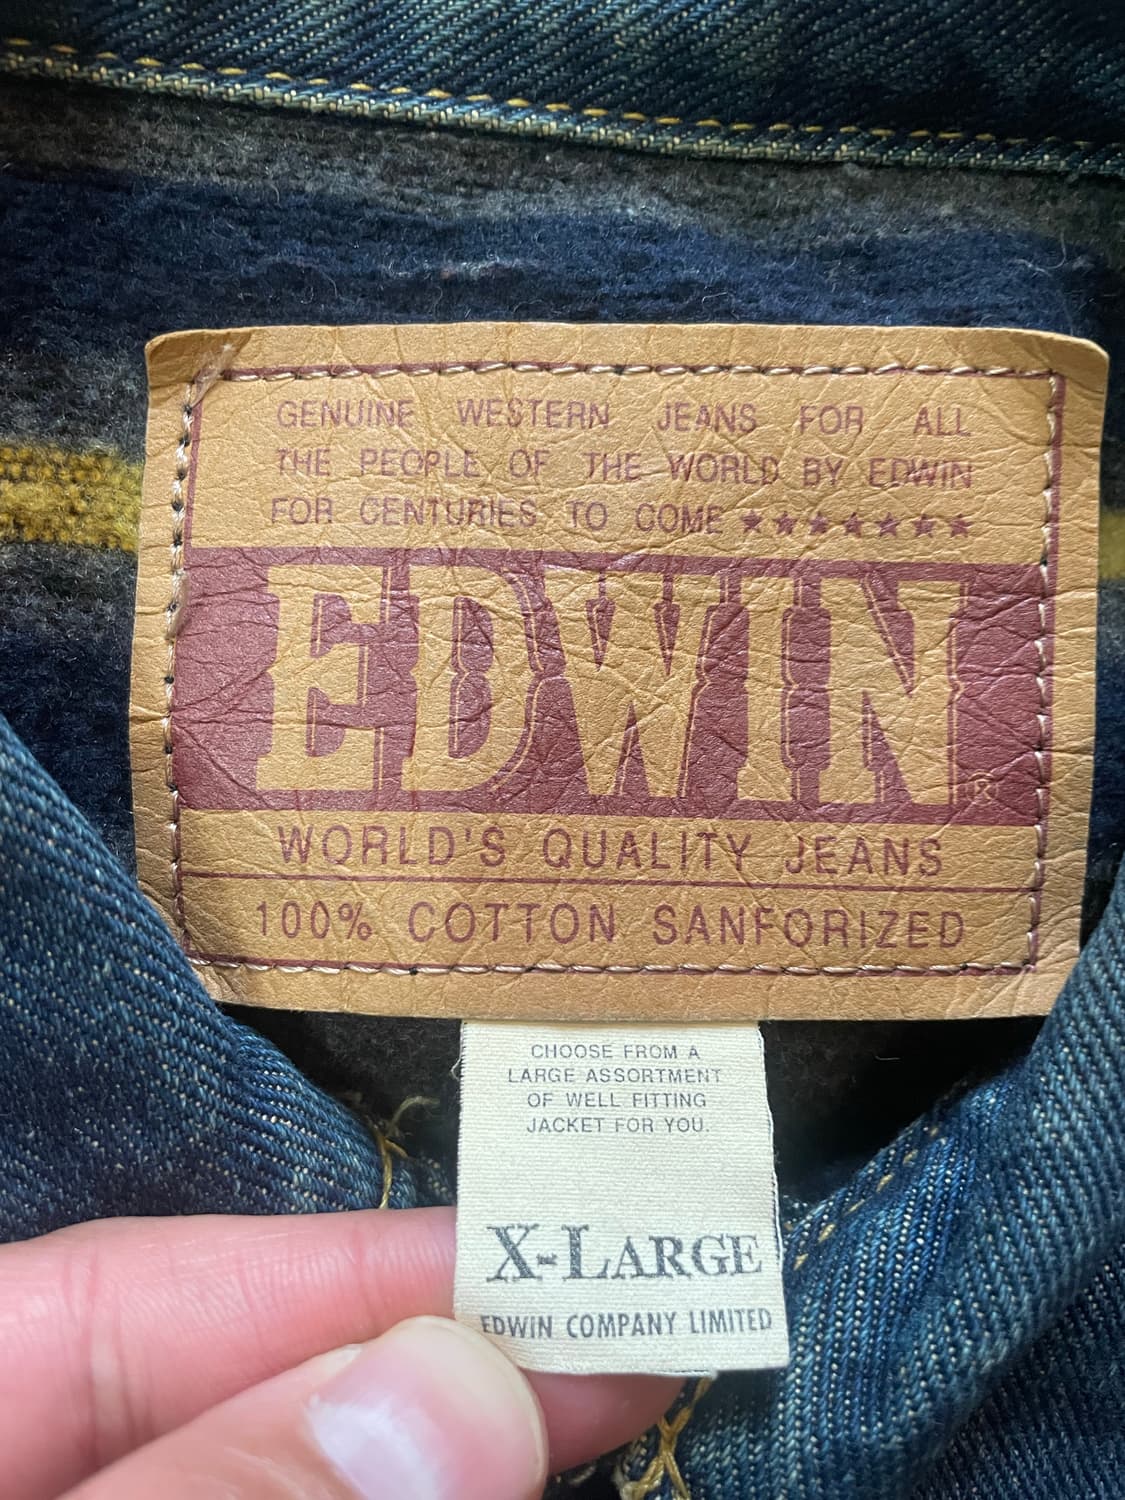 GENUINE WESTERN JEANS FOR ALL
THE PEOPLE OF THE WORLD BY EDWIN
FOR CENTURIES TO COME ★★★★★★★
EDWIN ®
WORLD'S QUALITY JEANS
100% COTTON SANFORIZED
CHOOSE FROM A
LARGE ASSORTMENT
OF WELL FITTING
JACKET FOR YOU.
X-LARGE
EDWIN COMPANY LIMITED